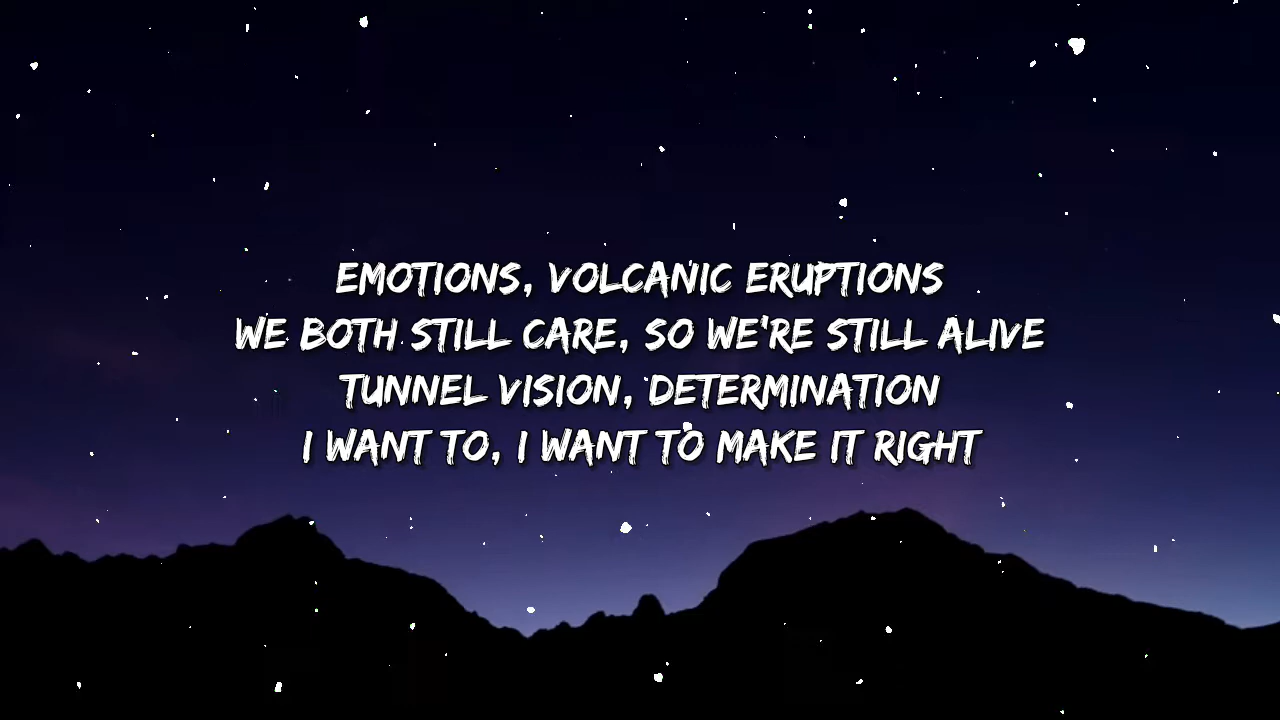 EMOTIONS, VOLCANIC ERUPTIONS
WE BOTH STILL CARE, SO WE'RE STILL ALIVE
TUNNEL VISION, DETERMINATION
I WANT TO, I WANT TO MAKE IT RIGHT